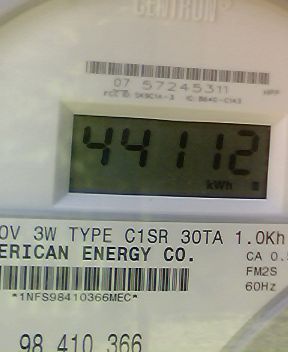 CENTRON®
07 57245311
44112
kWh
0V 3W TYPE C1SR 30TA 1.0Kh
ERICAN ENERGY CO.
CA 0.
FM2S
60Hz
*1NFS98410366MEC*
98 410 366